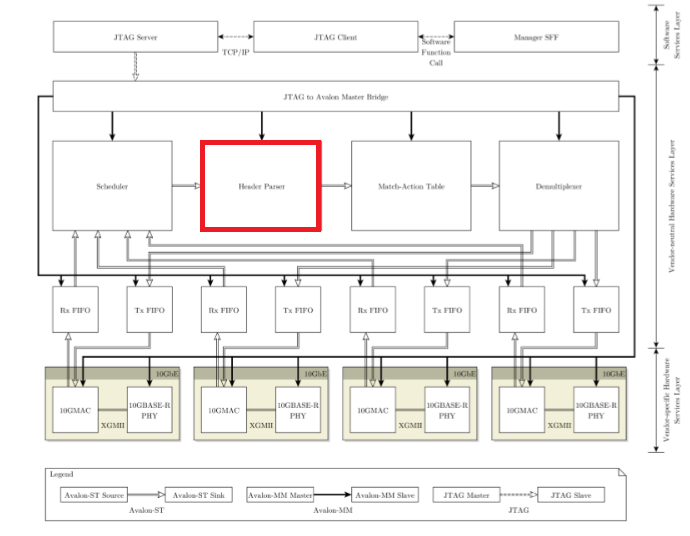 JTAG Server
JTAG Client
Manager SFF
TCP/IP
Software
Function
Call
Software
Services Layer
JTAG to Avalon Master Bridge
Scheduler
Header Parser
Match-Action Table
Demultiplexer
Vendor-neutral Hardware Services Layer
Rx FIFO
Tx FIFO
Rx FIFO
Tx FIFO
Rx FIFO
Tx FIFO
Rx FIFO
Tx FIFO
10GbE
10GbE
10GbE
10GbE
10GMAC
XGMII
10GBASE-R
PHY
10GMAC
XGMII
10GBASE-R
PHY
10GMAC
XGMII
10GBASE-R
PHY
10GMAC
XGMII
10GBASE-R
PHY
Vendor-specific Hardware
Services Layer
Legend
Avalon-ST Source
Avalon-ST Sink
Avalon-ST
Avalon-MM Master
Avalon-MM Slave
Avalon-MM
JTAG Master
JTAG Slave
JTAG